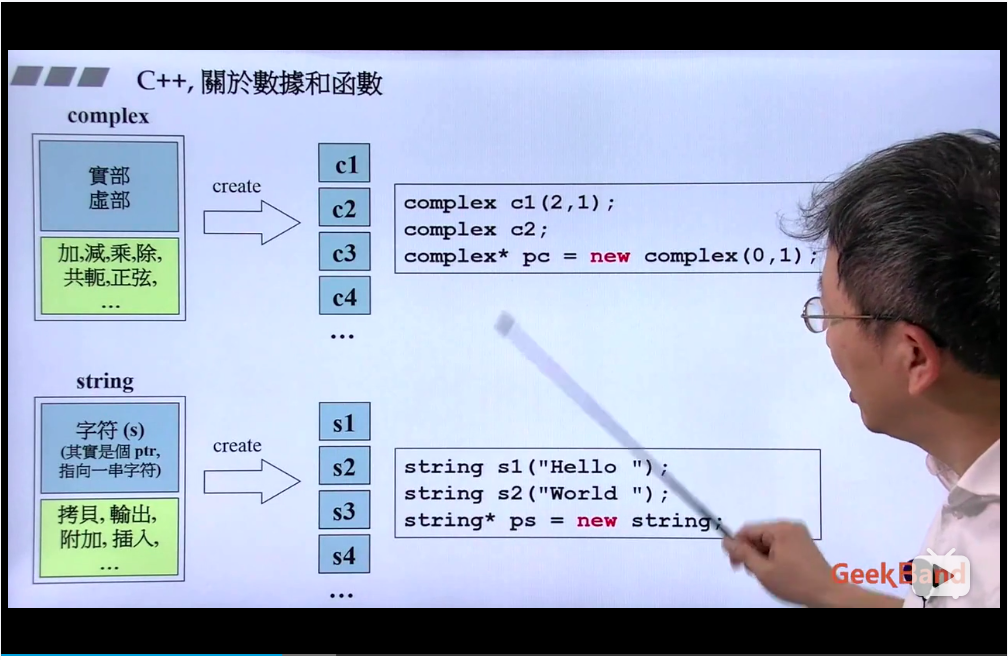 C++, 關於數據和函數
complex
實部
虛部
加,減,乘,除,
共軛,正弦,
...
create
c1
c2
c3
c4
...
complex c1(2,1);
complex c2;
complex* pc = new complex(0,1);
string
字符 (s)
(其實是個 ptr,
指向一串字符)
拷貝, 輸出,
附加, 插入,
...
create
s1
s2
s3
s4
...
string s1("Hello ");
string s2("World ");
string* ps = new string;
GeekBand